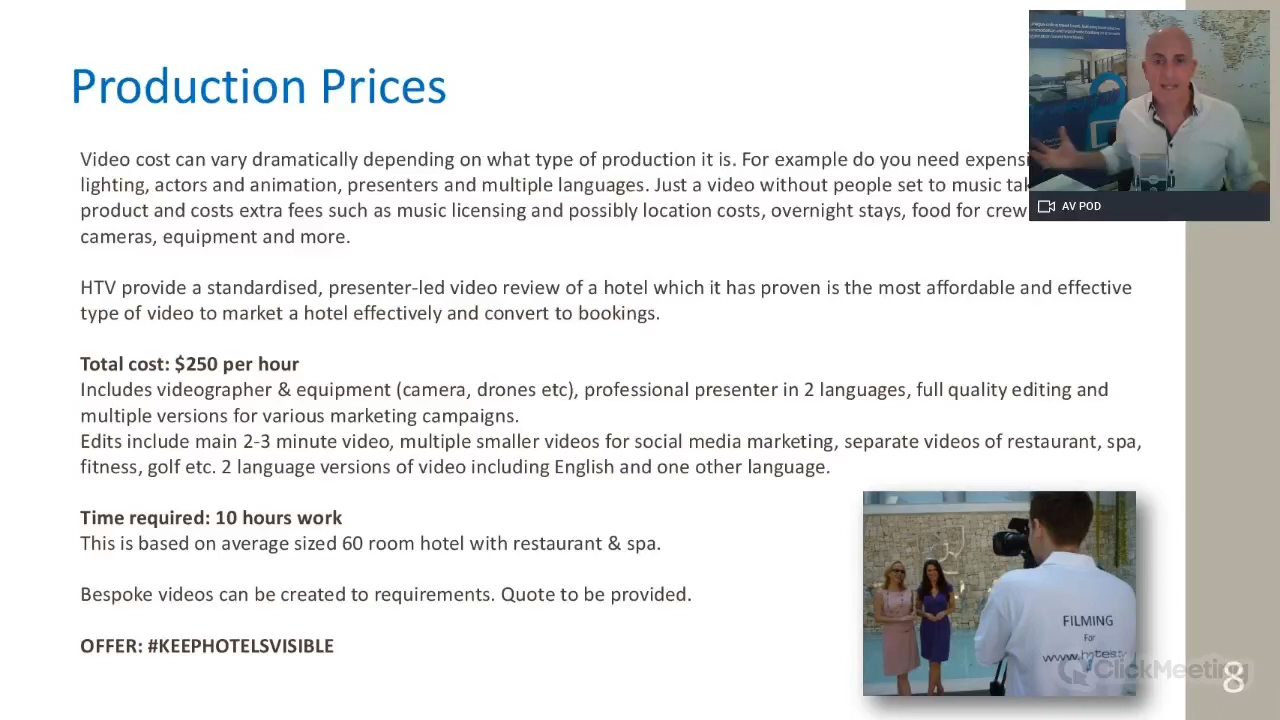 Production Prices
Video cost can vary dramatically depending on what type of production it is. For example do you need
lighting, actors and animation, presenters and multiple languages. Just a video without people set to music
product and costs extra fees such as music licensing and possibly location costs, overnight stays, food for crew
cameras, equipment and more.
HTV provide a standardised, presenter-led video review of a hotel which it has proven is the most affordable and effective
type of video to market a hotel effectively and convert to bookings.
Total cost: $250 per hour
Includes videographer & equipment (camera, drones etc), professional presenter in 2 languages, full quality editing and
multiple versions for various marketing campaigns.
Edits include main 2-3 minute video, multiple smaller videos for social media marketing, separate videos of restaurant, spa,
fitness, golf etc. 2 language versions of video including English and one other language.
Time required: 10 hours work
This is based on average sized 60 room hotel with restaurant & spa.
Bespoke videos can be created to requirements. Quote to be provided.
OFFER: #KEEPHOTELSVISIBLE
AV POD
FILMING
For
ClickMeeting
8